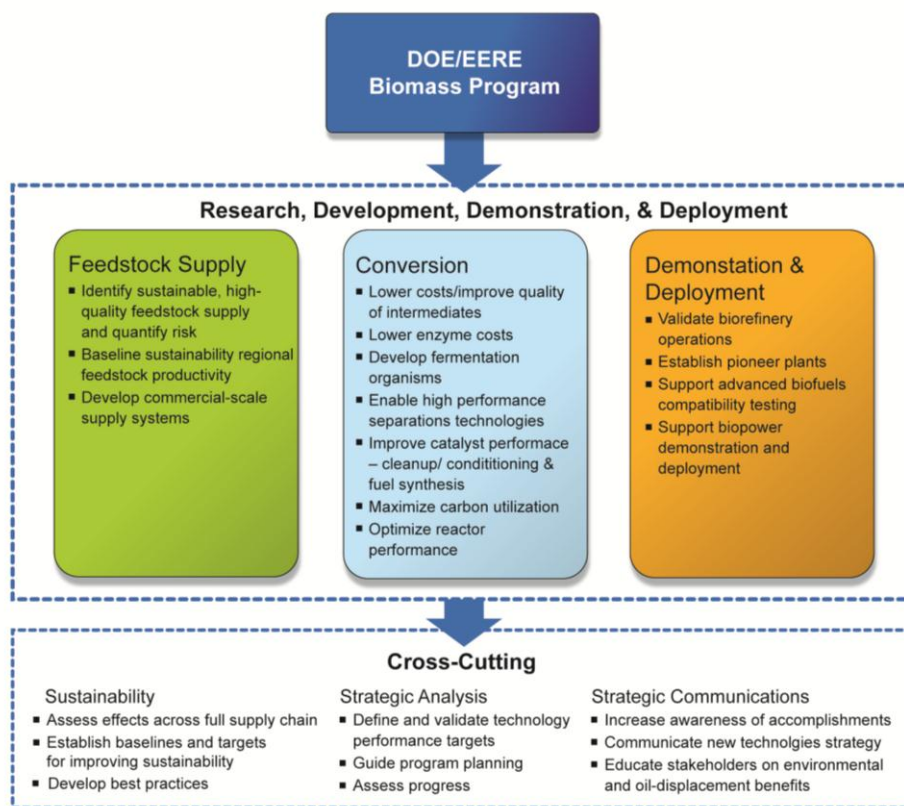 DOE/EERE
Biomass Program
Research, Development, Demonstration, & Deployment
Feedstock Supply
▪ Identify sustainable, high-
quality feedstock supply
and quantify risk
▪ Baseline sustainability regional
feedstock productivity
▪ Develop commercial-scale
supply systems
Conversion
▪ Lower costs/improve quality
of intermediates
▪ Lower enzyme costs
▪ Develop fermentation
organisms
▪ Enable high performance
separations technologies
▪ Improve catalyst performace
– cleanup/ condititioning &
fuel synthesis
▪ Maximize carbon utilization
▪ Optimize reactor
performance
Demonstation &
Deployment
▪ Validate biorefinery
operations
▪ Establish pioneer plants
▪ Support advanced biofuels
compatibility testing
▪ Support biopower
demonstration and
deployment
Cross-Cutting
Sustainability
▪ Assess effects across full supply chain
▪ Establish baselines and targets
for improving sustainability
▪ Develop best practices
Strategic Analysis
▪ Define and validate technology
performance targets
▪ Guide program planning
▪ Assess progress
Strategic Communications
▪ Increase awareness of accomplishments
▪ Communicate new technolgies strategy
▪ Educate stakeholders on environmental
and oil-displacement benefits